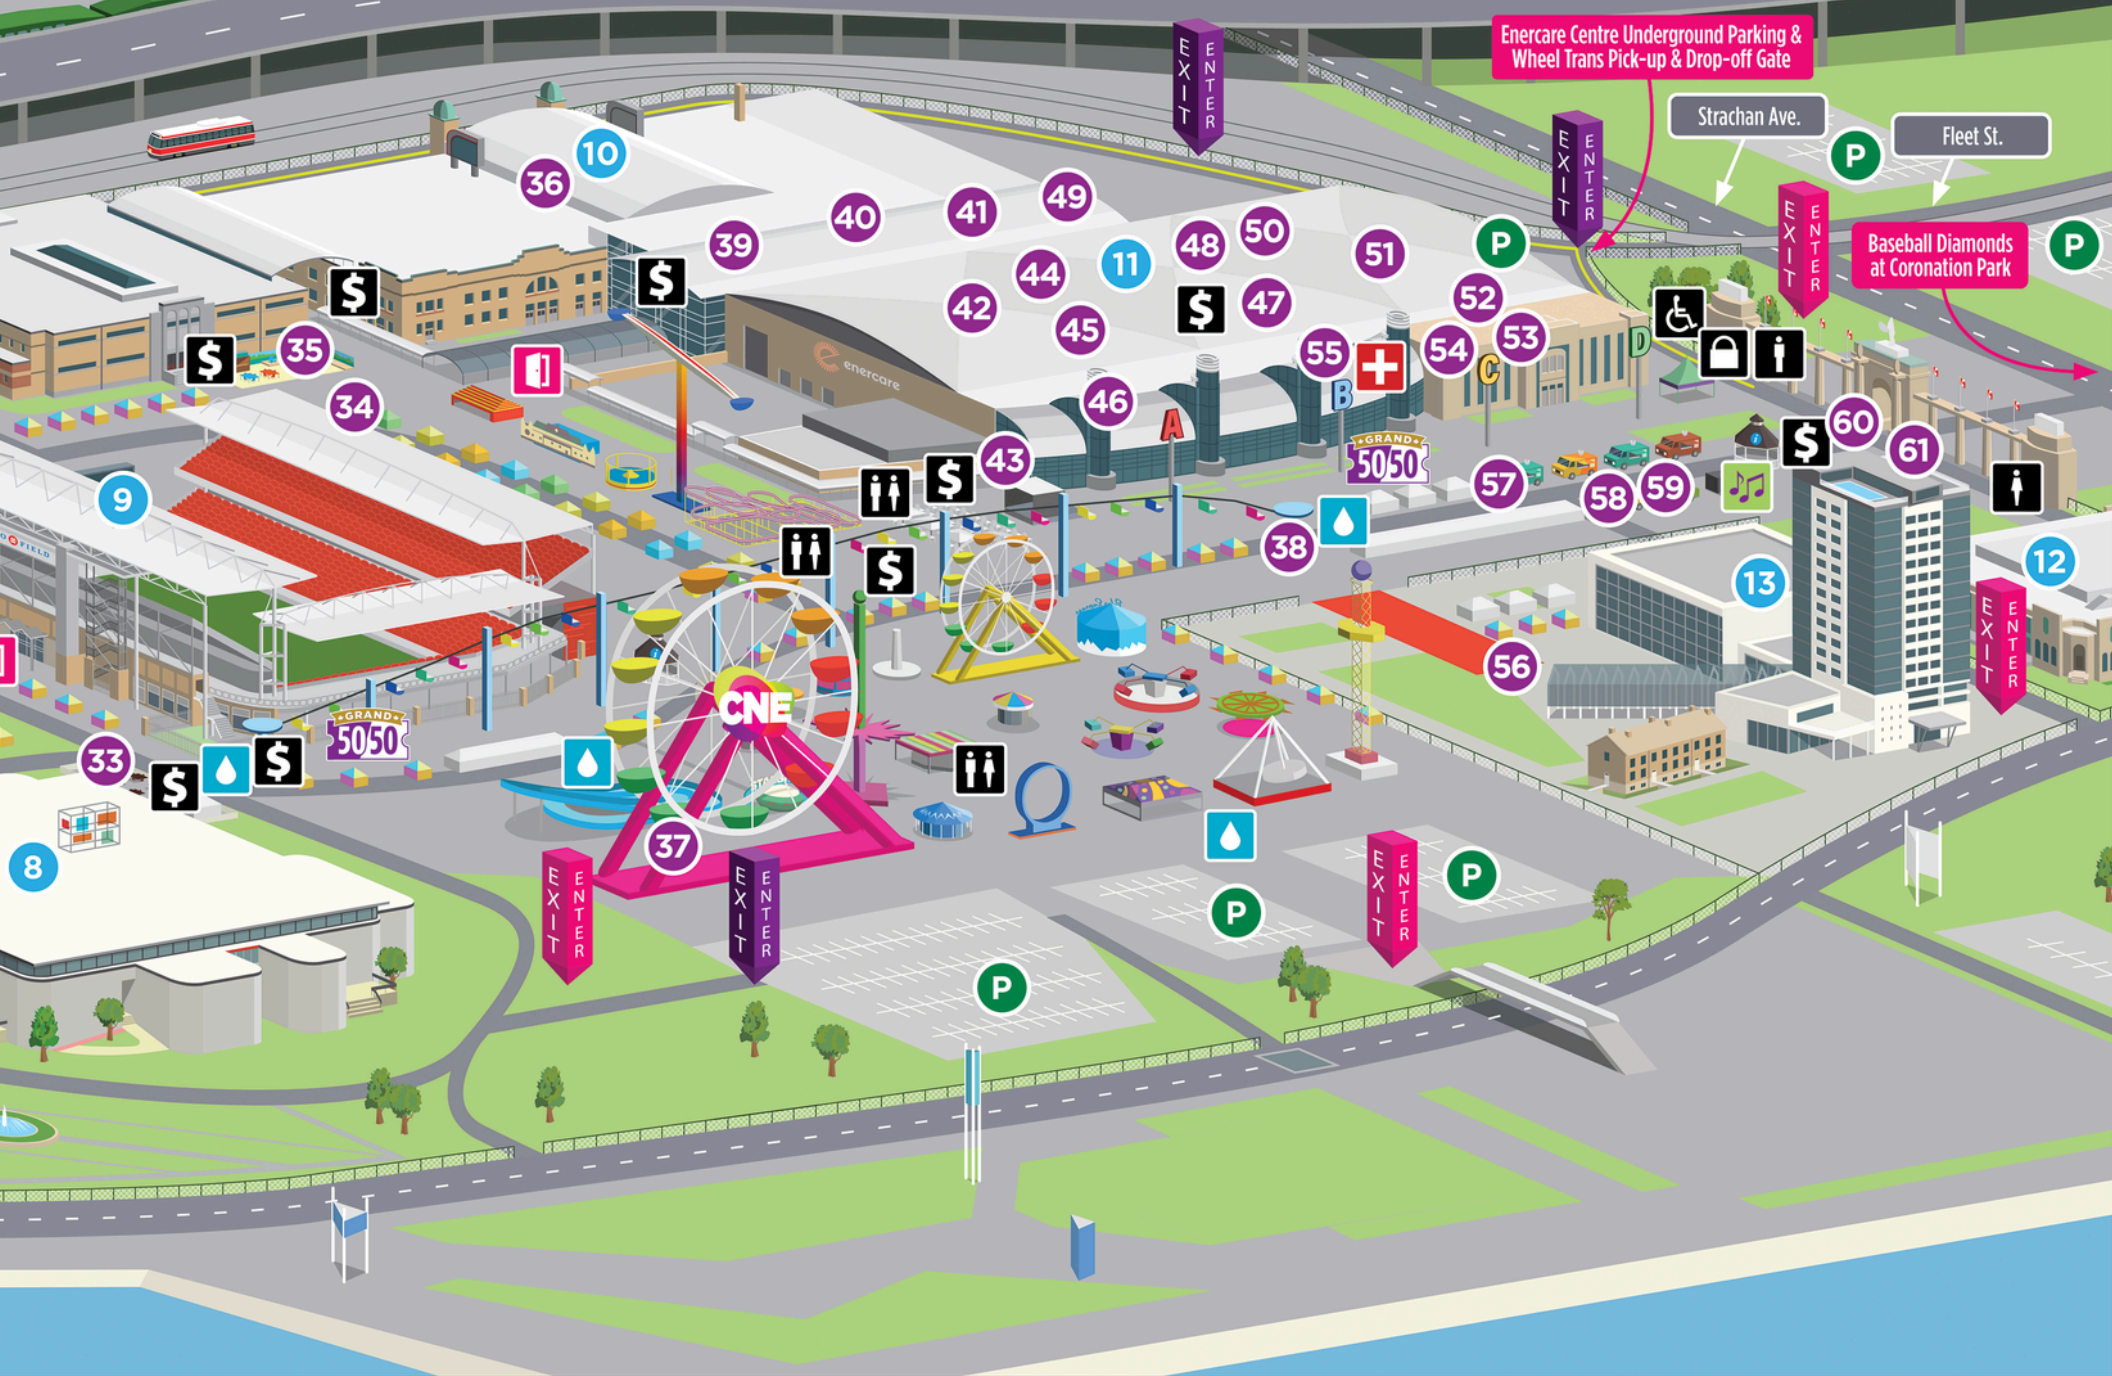 EXIT
ENTER
Enercare Centre Underground Parking &
Wheel Trans Pick-up & Drop-off Gate
Strachan Ave.
P
Fleet St.
EXIT
ENTER
10
36
EXIT
ENTER
49
41
40
39
50
48
11
51
P
Baseball Diamonds
at Coronation Park
P
$
$
44
42
45
$
47
52
53
54
55
C
D
B
A
enercare
$
35
34
46
60
$
61
GRAND
50/50
43
$
57
58
59
9
O FIELD
38
$
13
12
EXIT
ENTER
56
CNE
GRAND
50/50
33
$
$
8
37
EXIT
ENTER
EXIT
ENTER
EXIT
ENTER
P
P
P